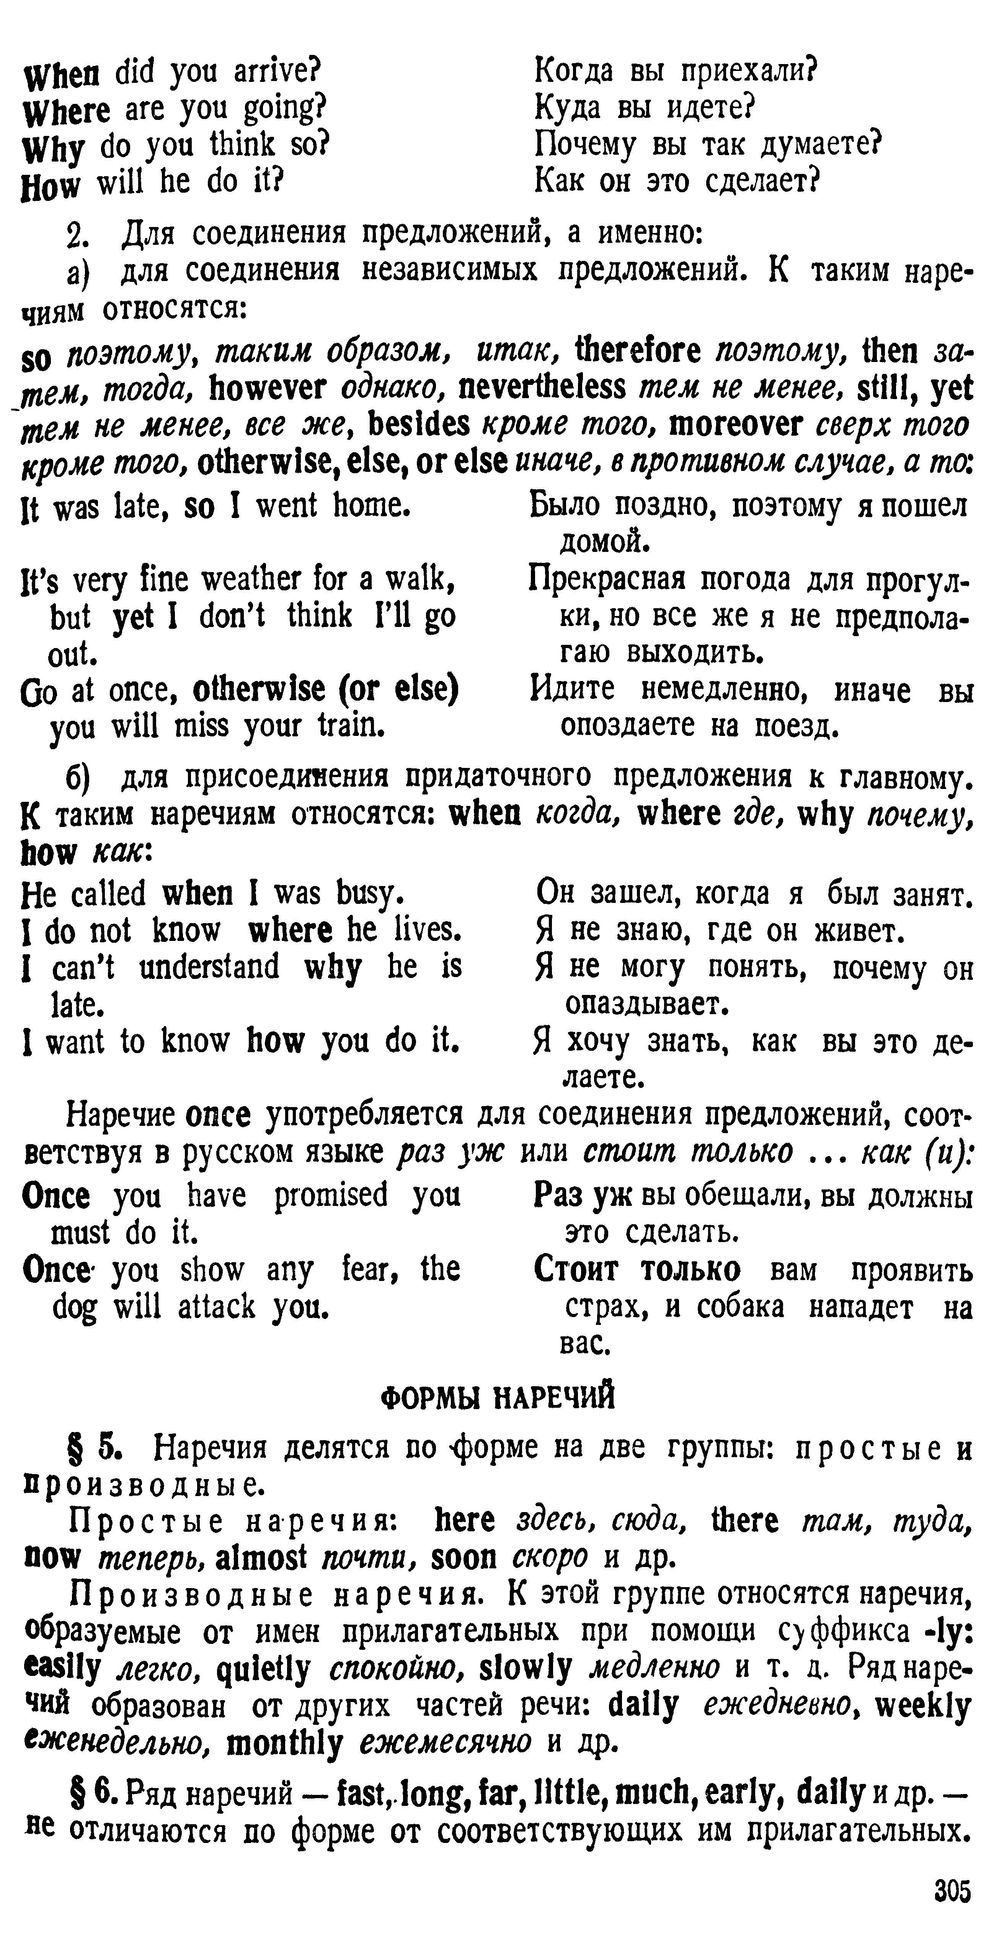 When did you arrive? Когда вы приехали?
Where are you going? Куда вы идете?
Why do you think so? Почему вы так думаете?
How will he do it? Как он это сделает?
2. Для соединения предложений, а именно:
а) для соединения независимых предложений. К таким наре-
чиям относятся:
so поэтому, таким образом, итак, therefore поэтому, then за-
тем, тогда, however однако, nevertheless тем не менее, still, yet
тем не менее, все же, besides кроме того, moreover сверх того
кроме того, otherwise, else, or else иначе, в противном случае, а то:
It was late, so I went home. Было поздно, поэтому я пошел
домой.
It's very fine weather for a walk, Прекрасная погода для прогул-
but yet I don't think I'll go ки, но все же я не предпола-
out. гаю выходить.
Go at once, otherwise (or else) Идите немедленно, иначе вы
you will miss your train. опоздаете на поезд.
б) для присоединения придаточного предложения к главному.
К таким наречиям относятся: when когда, where где, why почему,
how как:
He called when I was busy. Он зашел, когда я был занят.
I do not know where he lives. Я не знаю, где он живет.
I can't understand why he is Я не могу понять, почему он
late. опаздывает.
I want to know how you do it. Я хочу знать, как вы это де-
лаете.
Наречие once употребляется для соединения предложений, соот-
ветствуя в русском языке раз уж или стоит только ... как (и):
Once you have promised you Раз уж вы обещали, вы должны
must do it. это сделать.
Once you show any fear, the Стоит только вам проявить
dog will attack you. страх, и собака нападет на
вас.
ФОРМЫ НАРЕЧИЙ
§ 5. Наречия делятся по форме на две группы: простые и
производные.
Простые наречия: here здесь, сюда, there там, туда,
now теперь, almost почти, soon скоро и др.
Производные наречия. К этой группе относятся наречия,
образуемые от имен прилагательных при помощи суффикса -ly:
easily легко, quietly спокойно, slowly медленно и т. д. Ряд наре-
чий образован от других частей речи: daily ежедневно, weekly
еженедельно, monthly ежемесячно и др.
§ 6. Ряд наречий — fast, long, far, little, much, early, daily и др. —
не отличаются по форме от соответствующих им прилагательных.
305